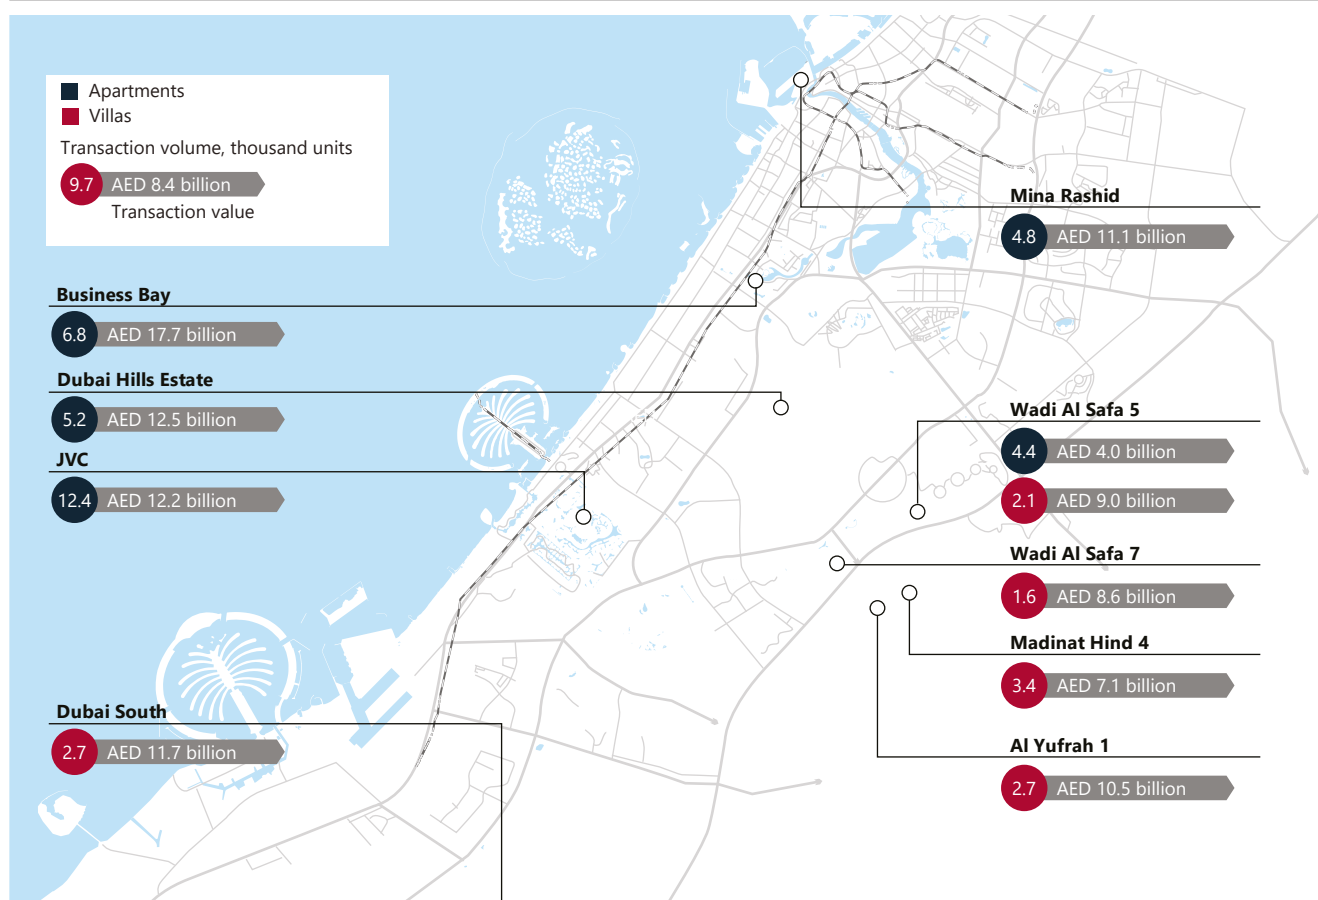 Apartments
Villas
Transaction volume, thousand units
9.7 AED 8.4 billion
Transaction value
Mina Rashid
4.8 AED 11.1 billion
Business Bay
6.8 AED 17.7 billion
Dubai Hills Estate
5.2 AED 12.5 billion
JVC
12.4 AED 12.2 billion
Wadi Al Safa 5
4.4 AED 4.0 billion
2.1 AED 9.0 billion
Wadi Al Safa 7
1.6 AED 8.6 billion
Madinat Hind 4
3.4 AED 7.1 billion
Dubai South
2.7 AED 11.7 billion
Al Yufrah 1
2.7 AED 10.5 billion